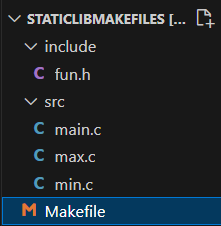 STATICLIBMAKEFILES [...
include
C fun.h
src
C main.c
C max.c
C min.c
M Makefile